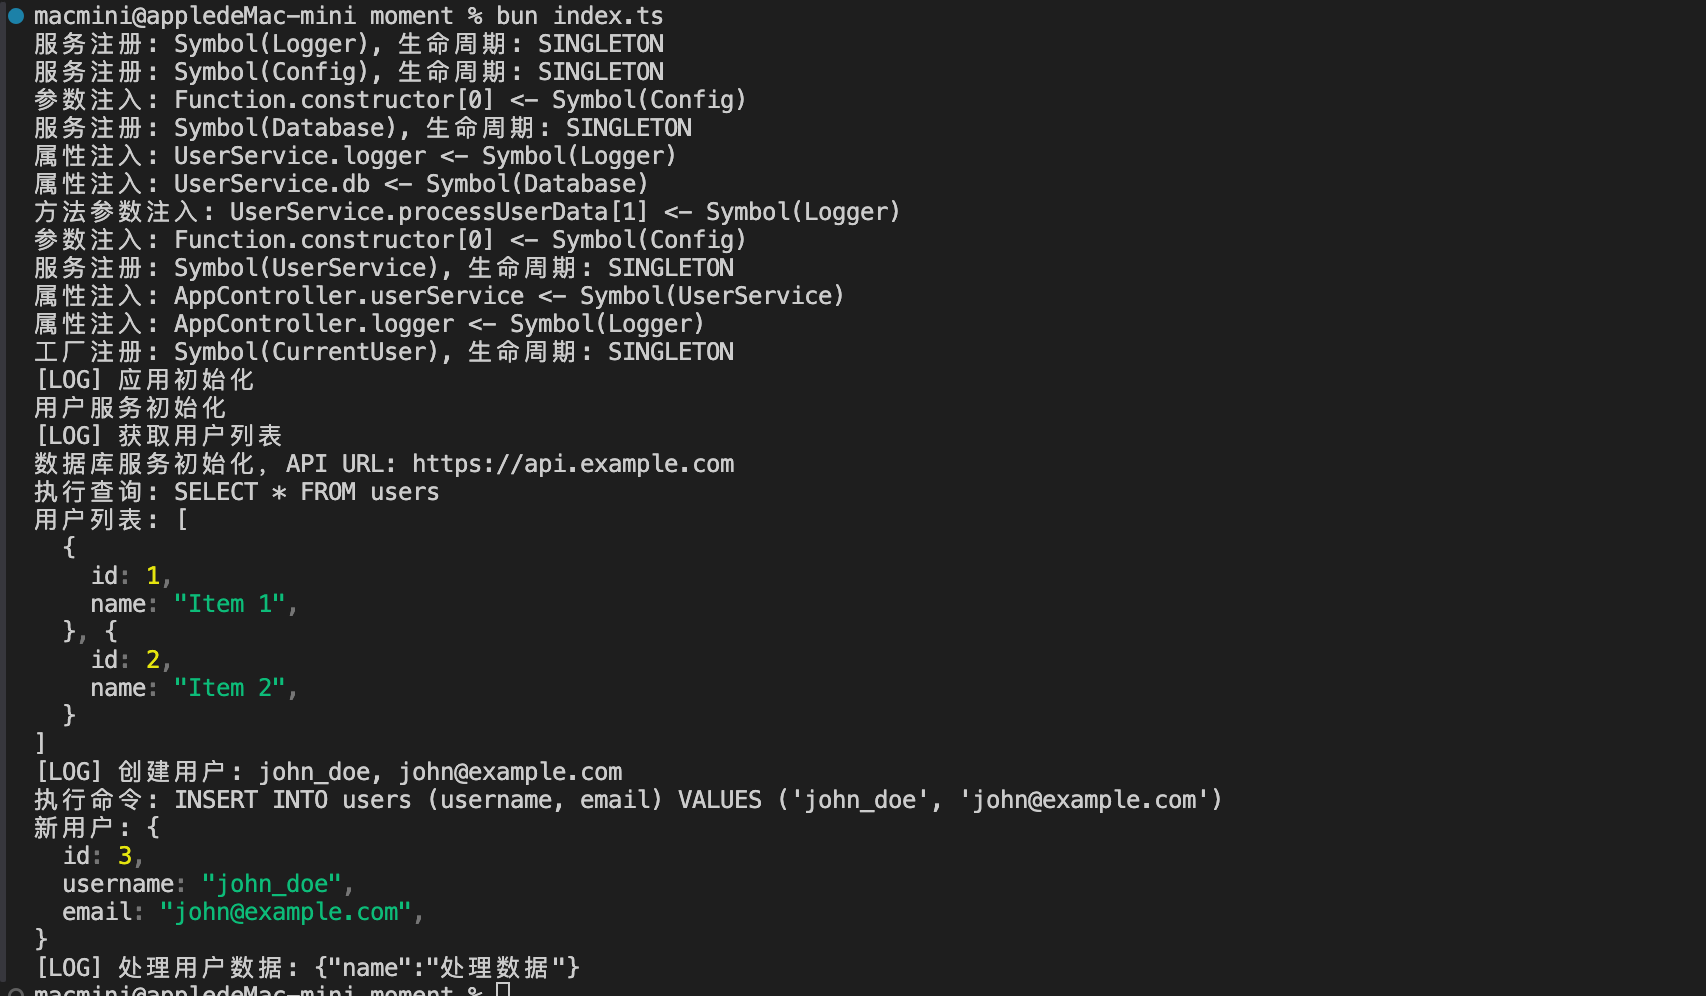 macmini@appledeMac-mini moment % bun index.ts
服务注册: Symbol(Logger), 生命周期: SINGLETON
服务注册: Symbol(Config), 生命周期: SINGLETON
参数注入: Function.constructor[0] <- Symbol(Config)
服务注册: Symbol(Database), 生命周期: SINGLETON
属性注入: UserService.logger <- Symbol(Logger)
属性注入: UserService.db <- Symbol(Database)
方法参数注入: UserService.processUserData[1] <- Symbol(Logger)
参数注入: Function.constructor[0] <- Symbol(Config)
服务注册: Symbol(UserService), 生命周期: SINGLETON
属性注入: AppController.userService <- Symbol(UserService)
属性注入: AppController.logger <- Symbol(Logger)
工厂注册: Symbol(CurrentUser), 生命周期: SINGLETON
[LOG] 应用初始化
用户服务初始化
[LOG] 获取用户列表
数据库服务初始化, API URL: https://api.example.com
执行查询: SELECT * FROM users
用户列表: [
  {
    id: 1,
    name: "Item 1",
  }, {
    id: 2,
    name: "Item 2",
  }
]
[LOG] 创建用户: john_doe, john@example.com
执行命令: INSERT INTO users (username, email) VALUES ('john_doe', 'john@example.com')
新用户: {
  id: 3,
  username: "john_doe",
  email: "john@example.com",
}
[LOG] 处理用户数据: {"name":"处理数据"}
macmini@appledeMac-mini moment %